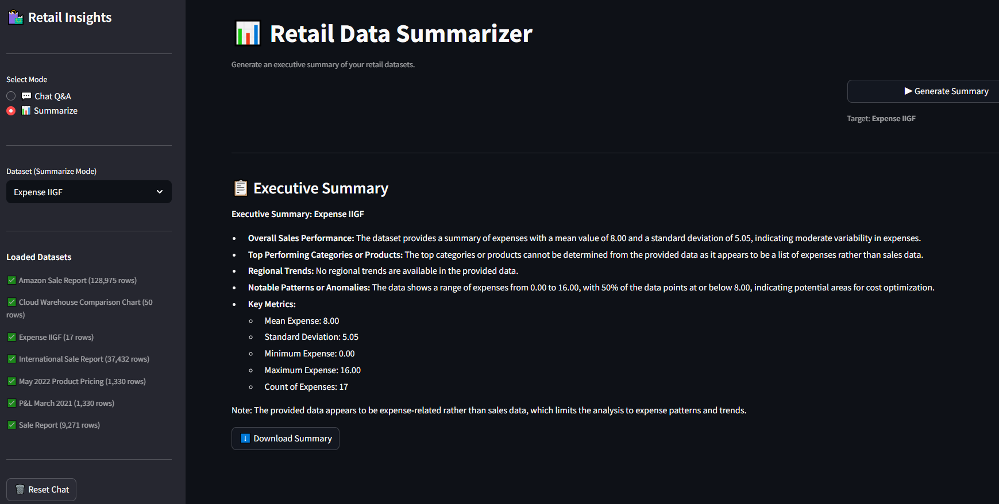 Retail Insights
Select Mode
Chat Q&A
Summarize
Dataset (Summarize Mode)
Expense IIGF
Loaded Datasets
Amazon Sale Report (128,975 rows)
Cloud Warehouse Comparison Chart (50
rows)
Expense IIGF (17 rows)
International Sale Report (37,432 rows)
May 2022 Product Pricing (1,330 rows)
P&L March 2021 (1,330 rows)
Sale Report (9,271 rows)
Reset Chat
Retail Data Summarizer
Generate an executive summary of your retail datasets.
▶ Generate Summary
Target: Expense IIGF
Executive Summary
Executive Summary: Expense IIGF
• Overall Sales Performance: The dataset provides a summary of expenses with a mean value of 8.00 and a standard deviation of 5.05, indicating moderate variability in expenses.
• Top Performing Categories or Products: The top categories or products cannot be determined from the provided data as it appears to be a list of expenses rather than sales data.
• Regional Trends: No regional trends are available in the provided data.
• Notable Patterns or Anomalies: The data shows a range of expenses from 0.00 to 16.00, with 50% of the data points at or below 8.00, indicating potential areas for cost optimization.
• Key Metrics:
◦ Mean Expense: 8.00
◦ Standard Deviation: 5.05
◦ Minimum Expense: 0.00
◦ Maximum Expense: 16.00
◦ Count of Expenses: 17
Note: The provided data appears to be expense-related rather than sales data, which limits the analysis to expense patterns and trends.
Download Summary